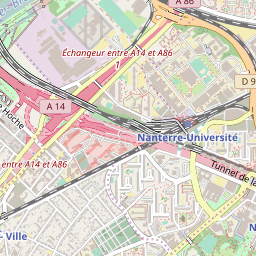 A 86
Échangeur entre A14 et A86
1
D 9
A 14
Hoche
Nanterre-Université
entre A14 et A86
Tunnel de la
Ville
N